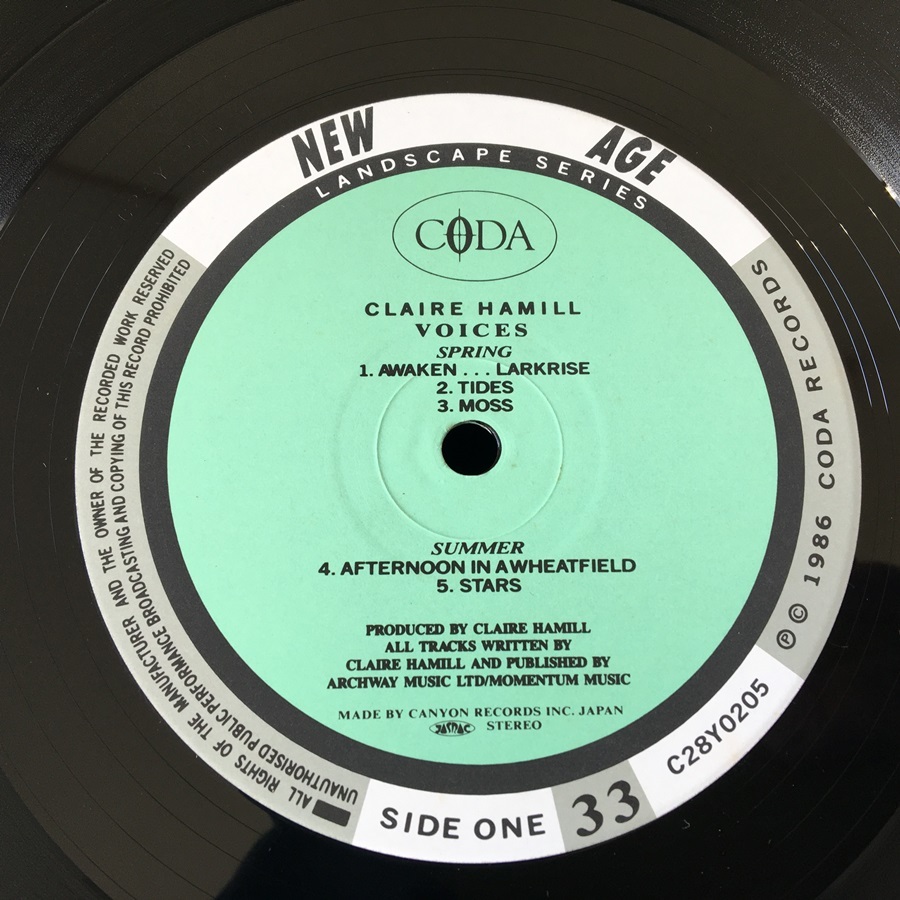 NEW AGE
LANDSCAPE SERIES
CODA
CLAIRE HAMILL
VOICES
SPRING
1. AWAKEN . . . LARKRISE
2. TIDES
3. MOSS
SUMMER
4. AFTERNOON IN A WHEATFIELD
5. STARS
PRODUCED BY CLAIRE HAMILL
ALL TRACKS WRITTEN BY
CLAIRE HAMILL AND PUBLISHED BY
ARCHWAY MUSIC LTD/MOMENTUM MUSIC
MADE BY CANYON RECORDS INC. JAPAN
JASRAC STEREO
ALL RIGHTS OF THE MANUFACTURER AND THE OWNER OF THE RECORDED WORK RESERVED
UNAUTHORISED PUBLIC PERFORMANCE BROADCASTING AND COPYING OF THIS RECORD PROHIBITED
SIDE ONE
33
C28Y0205
℗ © 1986 CODA RECORDS